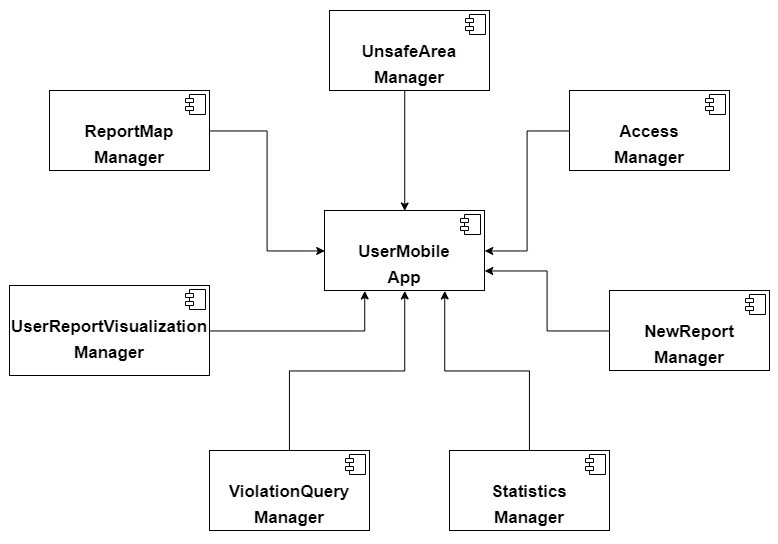 UnsafeArea
Manager
ReportMap
Manager
Access
Manager
UserMobile
App
UserReportVisualization
Manager
NewReport
Manager
ViolationQuery
Manager
Statistics
Manager